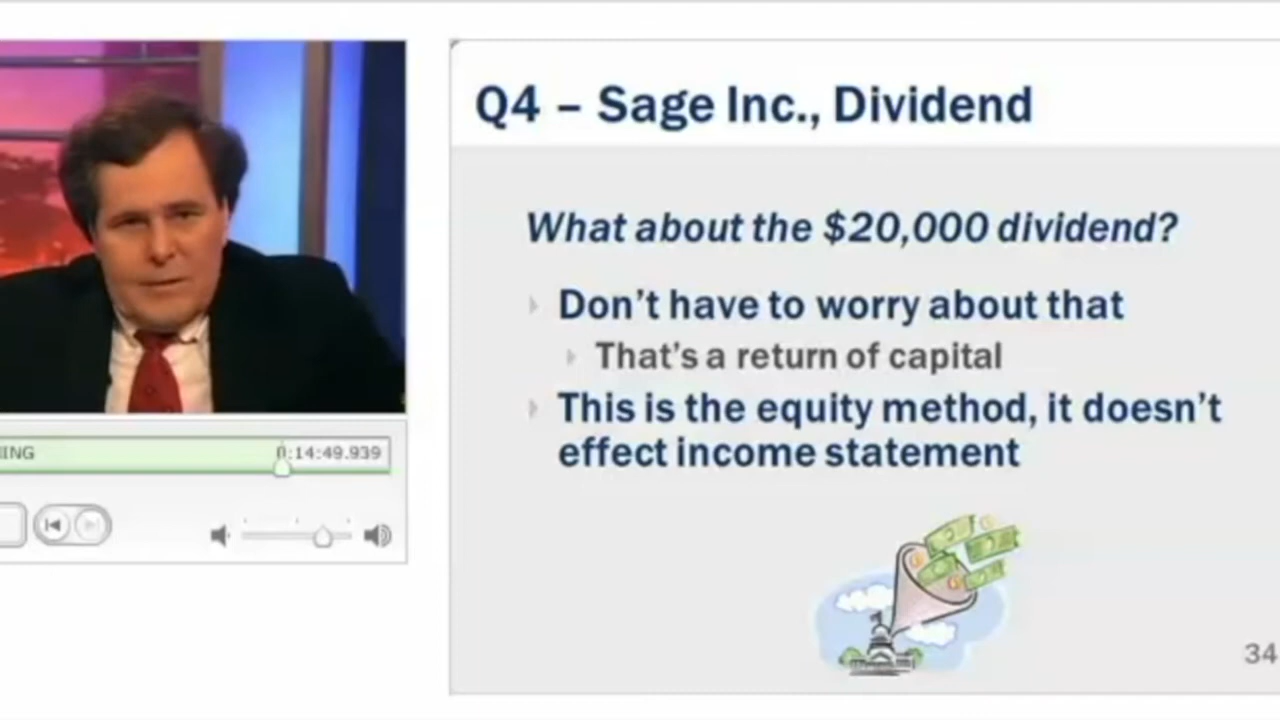 Q4 – Sage Inc., Dividend
What about the $20,000 dividend?
Don't have to worry about that
That's a return of capital
This is the equity method, it doesn't
effect income statement
ING
0:14:49.939
34